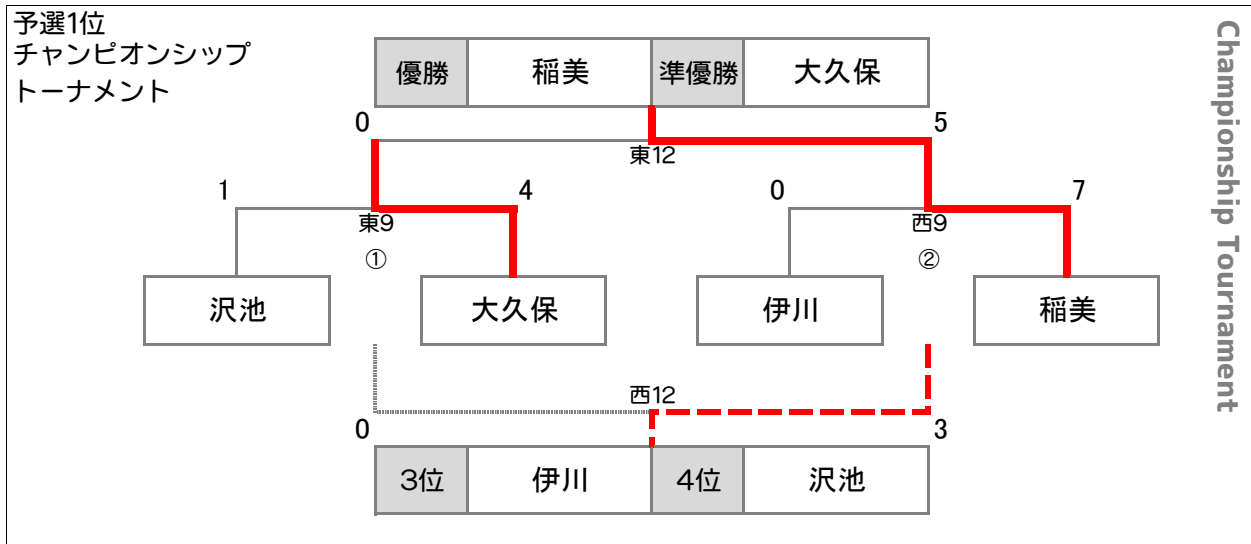 予選1位
チャンピオンシップ
トーナメント
Championship Tournament
優勝 稲美 準優勝 大久保
0 5
東12
1 4 0 7
東9 西9
① ②
沢池 大久保 伊川 稲美
西12
0 3
3位 伊川 4位 沢池